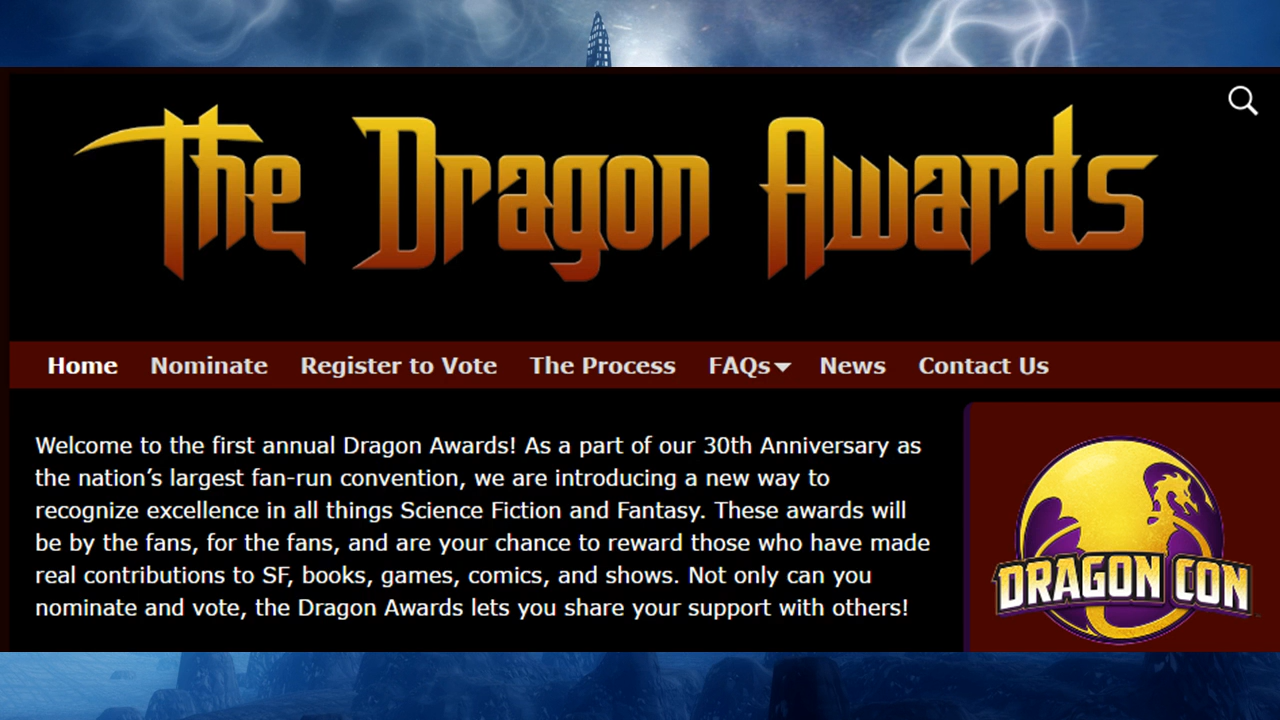 The Dragon Awards
Home Nominate Register to Vote The Process FAQs News Contact Us
Welcome to the first annual Dragon Awards! As a part of our 30th Anniversary as
the nation’s largest fan-run convention, we are introducing a new way to
recognize excellence in all things Science Fiction and Fantasy. These awards will
be by the fans, for the fans, and are your chance to reward those who have made
real contributions to SF, books, games, comics, and shows. Not only can you
nominate and vote, the Dragon Awards lets you share your support with others!
DRAGON CON